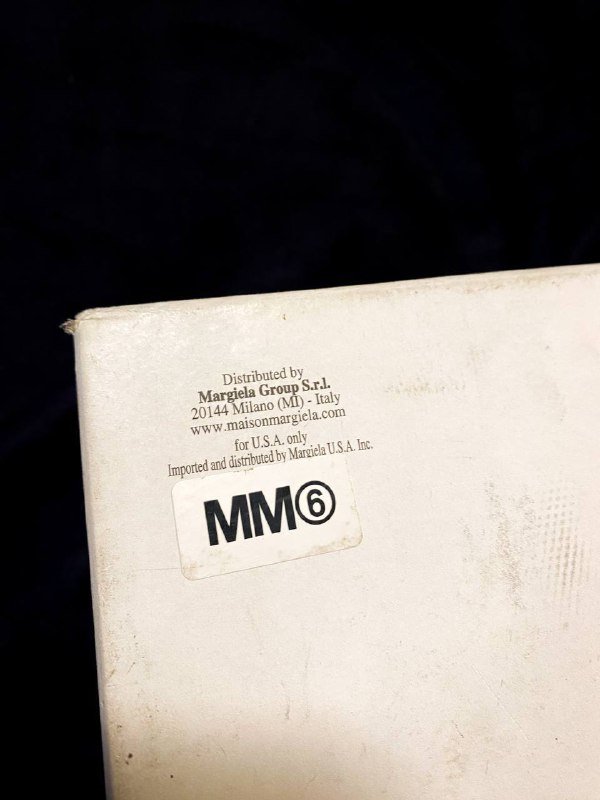 Distributed by
Margiela Group S.r.l.
20144 Milano (MI) - Italy
www.maisonmargiela.com
for U.S.A. only
Imported and distributed by Margiela U.S.A. Inc.
MM⑥